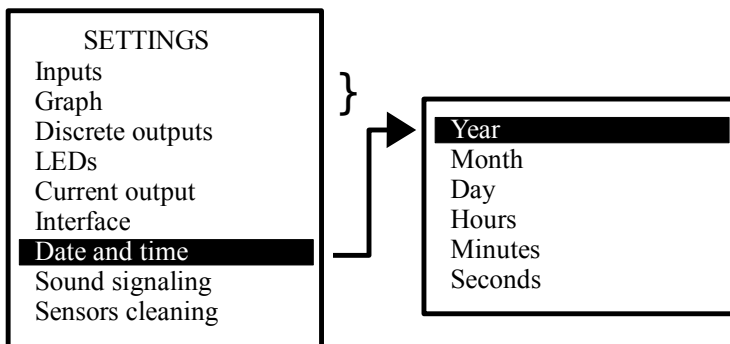 SETTINGS
Inputs
Graph
}
Discrete outputs
LEDs
Current output
Interface
Date and time
Sound signaling
Sensors cleaning
Year
Month
Day
Hours
Minutes
Seconds